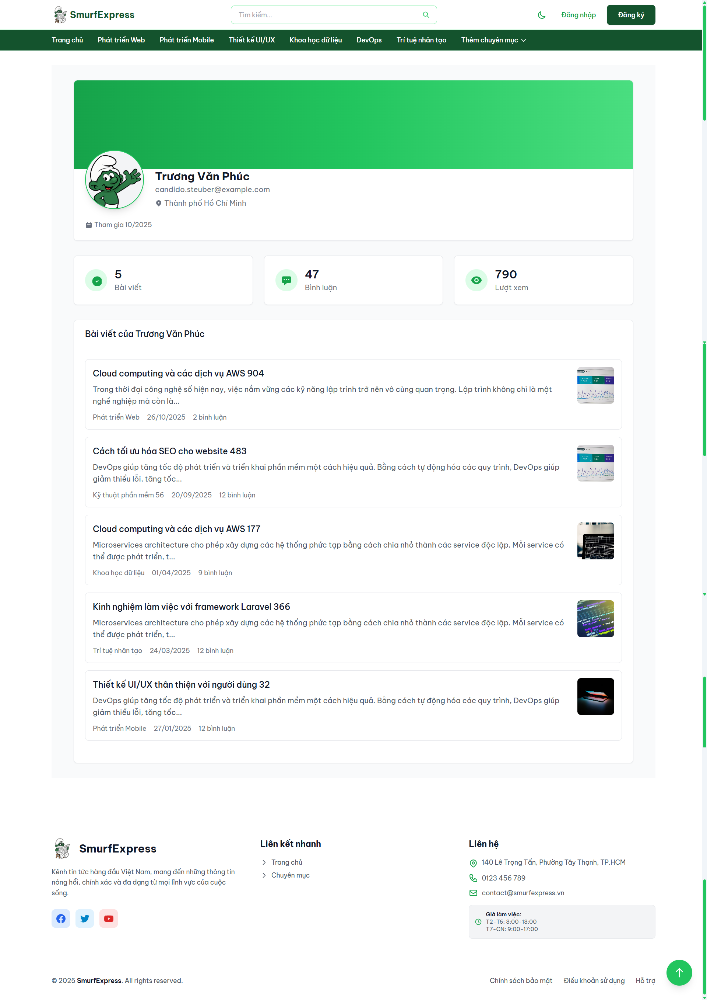 SmurfExpress
Tìm kiếm...
Đăng nhập
Đăng ký
Trang chủ
Phát triển Web
Phát triển Mobile
Thiết kế UI/UX
Khoa học dữ liệu
DevOps
Trí tuệ nhân tạo
Thêm chuyên mục
Trương Văn Phúc
candido.steuber@example.com
Thành phố Hồ Chí Minh
Tham gia 10/2025
5
Bài viết
47
Bình luận
790
Lượt xem
Bài viết của Trương Văn Phúc
Cloud computing và các dịch vụ AWS 904
Trong thời đại công nghệ số hiện nay, việc nắm vững các kỹ năng lập trình trở nên vô cùng quan trọng. Lập trình không chỉ là một
nghề nghiệp mà còn là...
Phát triển Web 26/10/2025 2 bình luận
Cách tối ưu hóa SEO cho website 483
DevOps giúp tăng tốc độ phát triển và triển khai phần mềm một cách hiệu quả. Bằng cách tự động hóa các quy trình, DevOps giúp
giảm thiểu lỗi, tăng tốc...
Kỹ thuật phần mềm 56 20/09/2025 12 bình luận
Cloud computing và các dịch vụ AWS 177
Microservices architecture cho phép xây dựng các hệ thống phức tạp bằng cách chia nhỏ thành các service độc lập. Mỗi service có
thể được phát triển, t...
Khoa học dữ liệu 01/04/2025 9 bình luận
Kinh nghiệm làm việc với framework Laravel 366
Microservices architecture cho phép xây dựng các hệ thống phức tạp bằng cách chia nhỏ thành các service độc lập. Mỗi service có
thể được phát triển, t...
Trí tuệ nhân tạo 24/03/2025 12 bình luận
Thiết kế UI/UX thân thiện với người dùng 32
DevOps giúp tăng tốc độ phát triển và triển khai phần mềm một cách hiệu quả. Bằng cách tự động hóa các quy trình, DevOps giúp
giảm thiểu lỗi, tăng tốc...
Phát triển Mobile 27/01/2025 12 bình luận
SmurfExpress
Kênh tin tức hàng đầu Việt Nam, mang đến những thông tin
nóng hổi, chính xác và đa dạng từ mọi lĩnh vực của cuộc
sống.
Liên kết nhanh
Trang chủ
Chuyên mục
Liên hệ
140 Lê Trọng Tấn, Phường Tây Thạnh, TP.HCM
0123 456 789
contact@smurfexpress.vn
Giờ làm việc:
T2-T6: 8:00-18:00
T7-CN: 9:00-17:00
© 2025 SmurfExpress. All rights reserved.
Chính sách bảo mật
Điều khoản sử dụng
Hỗ trợ